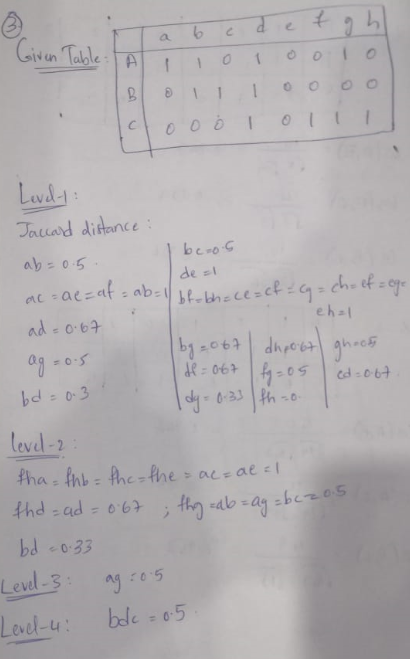 ③
Given Table:
a b c d e f g h
A 1 1 0 1 0 0 1 0
B 0 1 1 1 0 0 0 0
C 0 0 0 1 0 1 1 1
Level-1:
Jaccard distance:
ab = 0.5
ac = ae = af = ab = 1
ad = 0.67
ag = 0.5
bd = 0.3
bc = 0.5
de = 1
bf = bh = ce = cf = cg = ch = ef = eg =
eh = 1
bg = 0.67
df = 0.67
dg = 0.33
dh = 0.67
fg = 0.5
fh = 0
gh = 0.5
cd = 0.67
Level-2:
fha = fhb = fhc = fhe = ac = ae = 1
fhd = ad = 0.67 ; fhg = ab = ag = bc = 0.5
bd = 0.33
Level-3: ag = 0.5
Level-4: bdc = 0.5